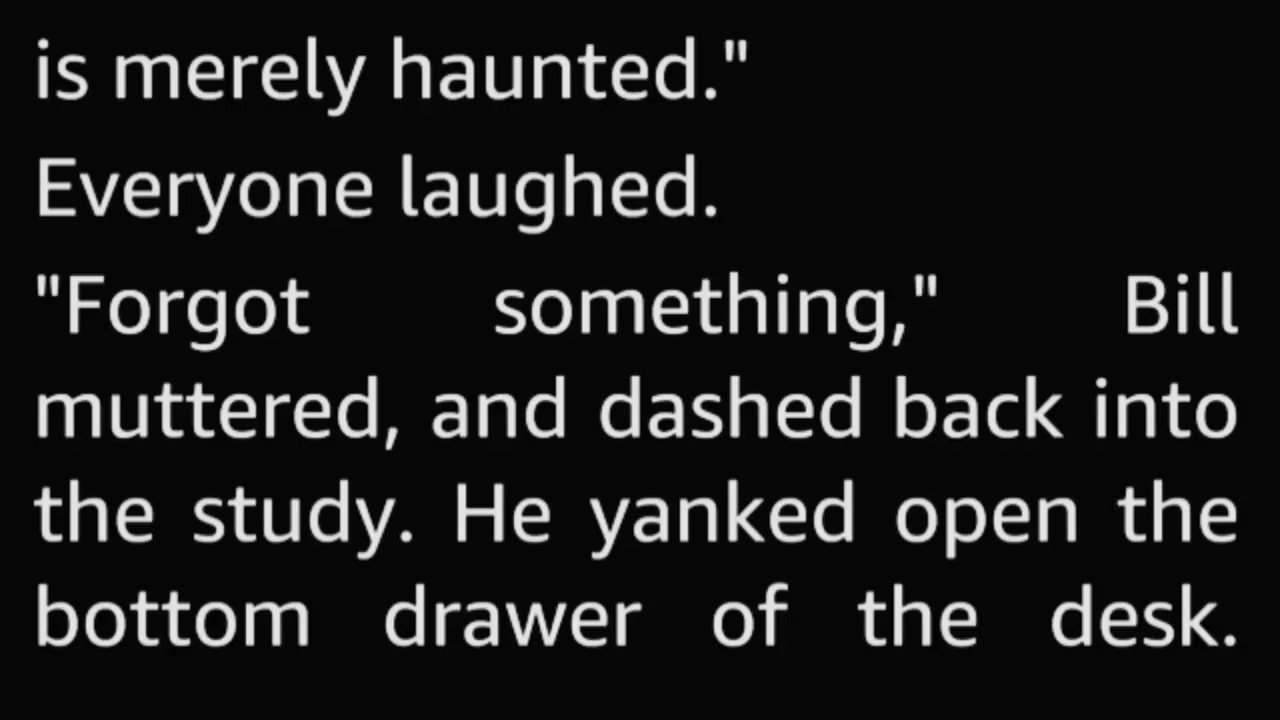 is merely haunted."
Everyone laughed.
"Forgot something," Bill
muttered, and dashed back into
the study. He yanked open the
bottom drawer of the desk.